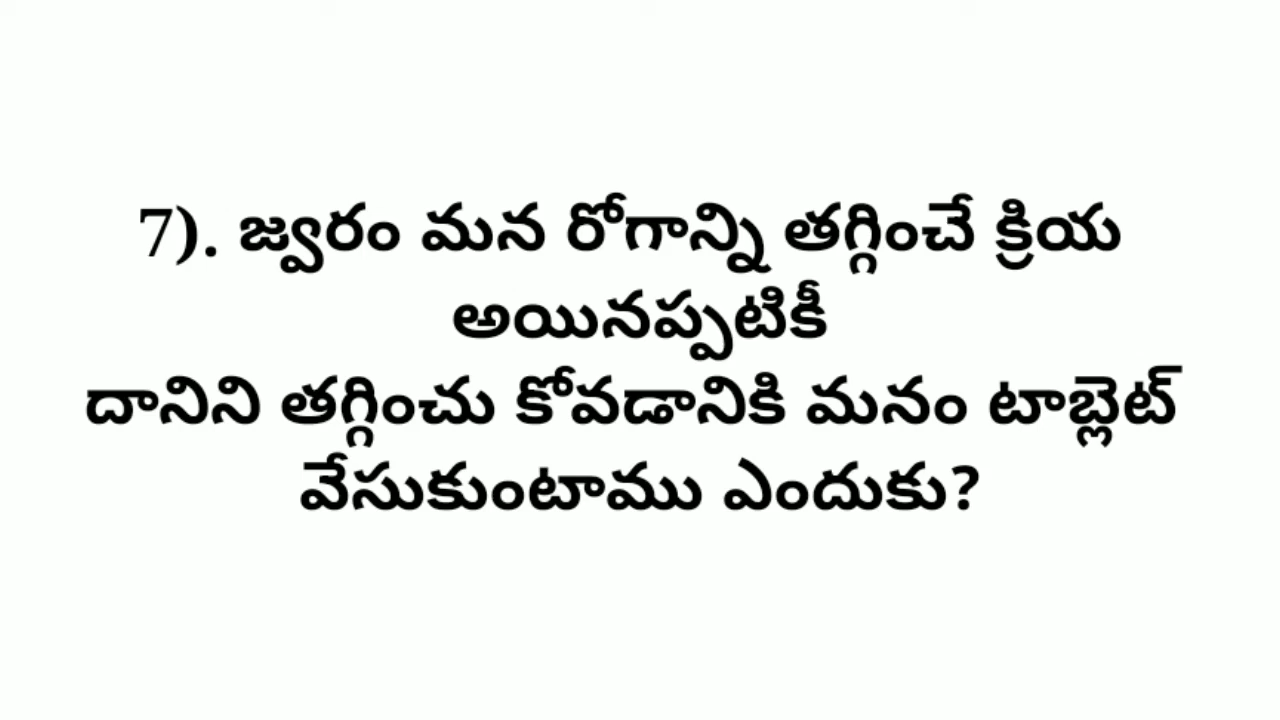 7). జ్వరం మన రోగాన్ని తగ్గించే క్రియ
అయినప్పటికీ
దానిని తగ్గించు కోవడానికి మనం టాబ్లెట్
వేసుకుంటాము ఎందుకు?